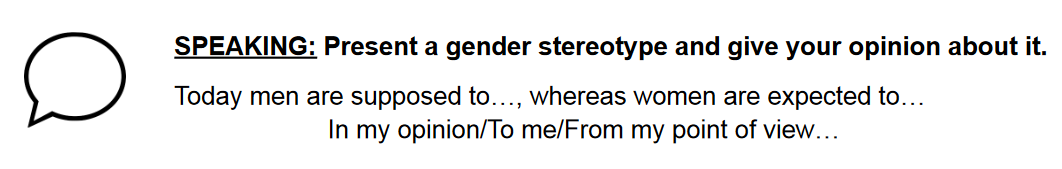 SPEAKING: Present a gender stereotype and give your opinion about it.
Today men are supposed to…, whereas women are expected to…
In my opinion/To me/From my point of view…